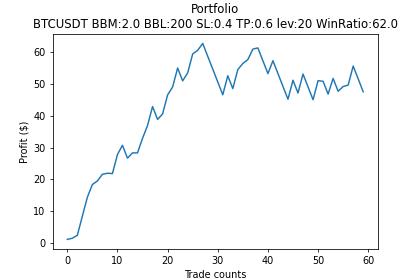 Portfolio
BTCUSDT BBM:2.0 BBL:200 SL:0.4 TP:0.6 lev:20 WinRatio:62.0
60
50
40
30
20
10
0
Profit ($)
0 10 20 30 40 50 60
Trade counts